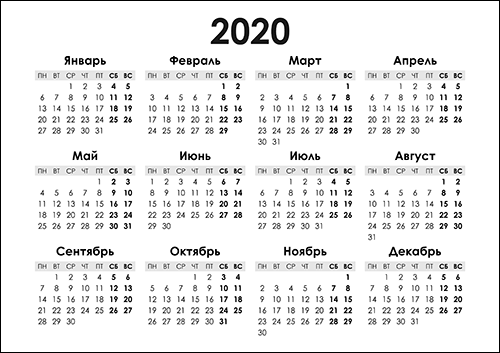 2020
Январь
ПН ВТ СР ЧТ ПТ СБ ВС
1 2 3 4 5
6 7 8 9 10 11 12
13 14 15 16 17 18 19
20 21 22 23 24 25 26
27 28 29 30 31
Февраль
ПН ВТ СР ЧТ ПТ СБ ВС
1 2
3 4 5 6 7 8 9
10 11 12 13 14 15 16
17 18 19 20 21 22 23
24 25 26 27 28 29
Март
ПН ВТ СР ЧТ ПТ СБ ВС
1
2 3 4 5 6 7 8
9 10 11 12 13 14 15
16 17 18 19 20 21 22
23 24 25 26 27 28 29
30 31
Апрель
ПН ВТ СР ЧТ ПТ СБ ВС
1 2 3 4 5
6 7 8 9 10 11 12
13 14 15 16 17 18 19
20 21 22 23 24 25 26
27 28 29 30
Май
ПН ВТ СР ЧТ ПТ СБ ВС
1 2 3
4 5 6 7 8 9 10
11 12 13 14 15 16 17
18 19 20 21 22 23 24
25 26 27 28 29 30 31
Июнь
ПН ВТ СР ЧТ ПТ СБ ВС
1 2 3 4 5 6 7
8 9 10 11 12 13 14
15 16 17 18 19 20 21
22 23 24 25 26 27 28
29 30
Июль
ПН ВТ СР ЧТ ПТ СБ ВС
1 2 3 4 5
6 7 8 9 10 11 12
13 14 15 16 17 18 19
20 21 22 23 24 25 26
27 28 29 30 31
Август
ПН ВТ СР ЧТ ПТ СБ ВС
1 2
3 4 5 6 7 8 9
10 11 12 13 14 15 16
17 18 19 20 21 22 23
24 25 26 27 28 29 30
31
Сентябрь
ПН ВТ СР ЧТ ПТ СБ ВС
1 2 3 4 5 6
7 8 9 10 11 12 13
14 15 16 17 18 19 20
21 22 23 24 25 26 27
28 29 30
Октябрь
ПН ВТ СР ЧТ ПТ СБ ВС
1 2 3 4
5 6 7 8 9 10 11
12 13 14 15 16 17 18
19 20 21 22 23 24 25
26 27 28 29 30 31
Ноябрь
ПН ВТ СР ЧТ ПТ СБ ВС
1
2 3 4 5 6 7 8
9 10 11 12 13 14 15
16 17 18 19 20 21 22
23 24 25 26 27 28 29
30
Декабрь
ПН ВТ СР ЧТ ПТ СБ ВС
1 2 3 4 5 6
7 8 9 10 11 12 13
14 15 16 17 18 19 20
21 22 23 24 25 26 27
28 29 30 31